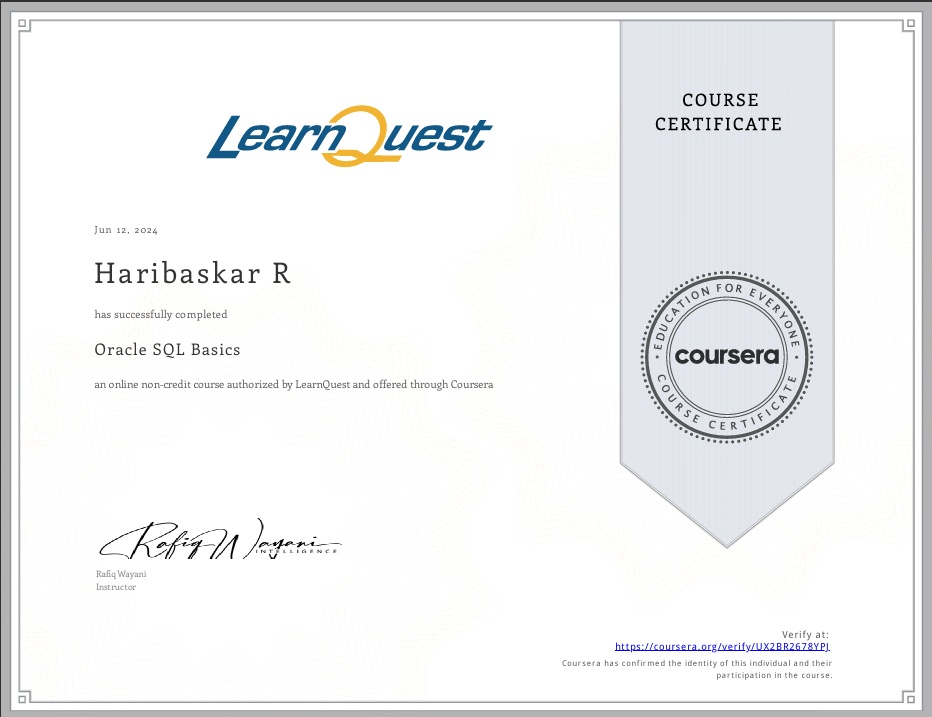 LearnQuest
COURSE
CERTIFICATE
Jun 12, 2024
Haribaskar R
has successfully completed
Oracle SQL Basics
an online non-credit course authorized by LearnQuest and offered through Coursera
EDUCATION FOR EVERYONE
coursera
COURSE CERTIFICATE
Rafiq Wayani
INTELLIGENCE
Rafiq Wayani
Instructor
Verify at:
https://coursera.org/verify/UX2BR2678YPJ
Coursera has confirmed the identity of this individual and their
participation in the course.